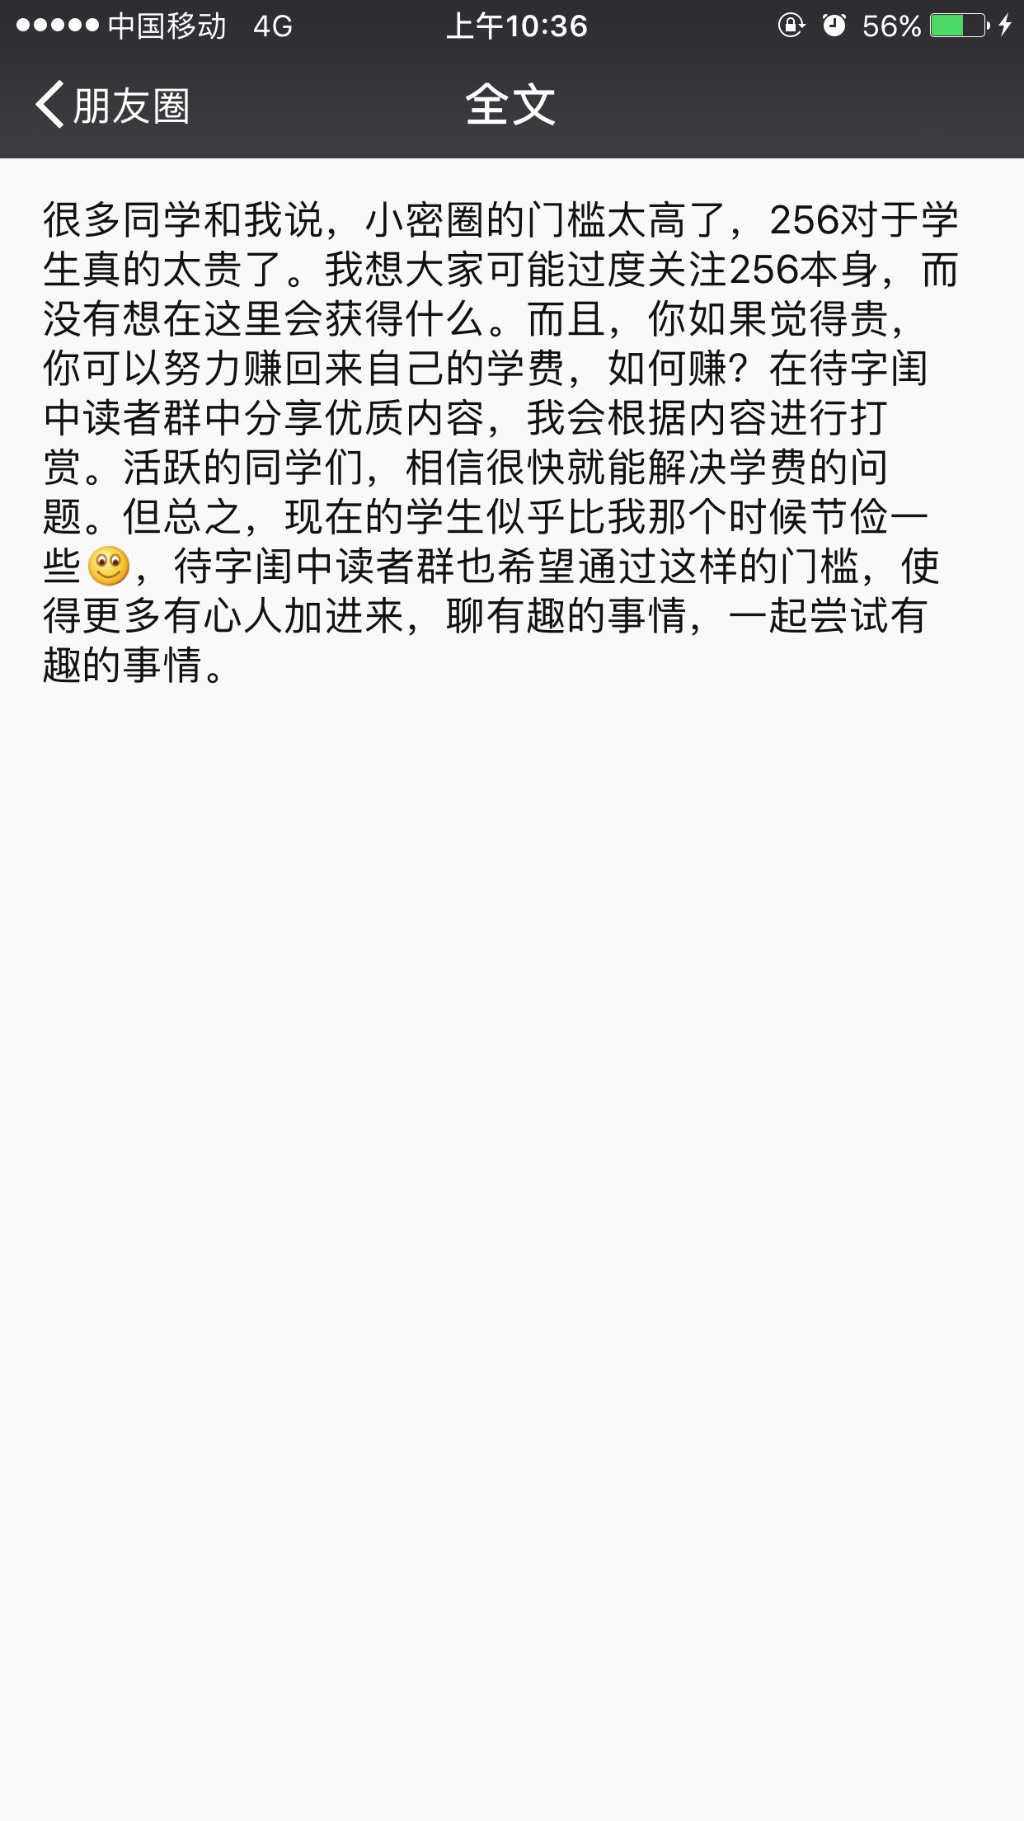 中国移动 4G 上午10:36 56%
朋友圈 全文
很多同学和我说，小密圈的门槛太高了，256对于学
生真的太贵了。我想大家可能过度关注256本身，而
没有想在这里会获得什么。而且，你如果觉得贵，
你可以努力赚回来自己的学费，如何赚？在待字闺
中读者群中分享优质内容，我会根据内容进行打
赏。活跃的同学们，相信很快就能解决学费的问
题。但总之，现在的学生似乎比我那个时候节俭一
些🙂，待字闺中读者群也希望通过这样的门槛，使
得更多有心人加进来，聊有趣的事情，一起尝试有
趣的事情。